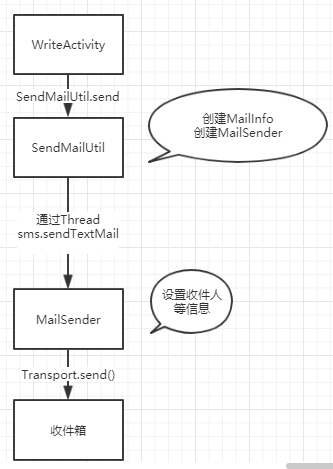 WriteActivity
SendMailUtil.send
创建MailInfo
创建MailSender
SendMailUtil
通过Thread
sms.sendTextMail
设置收件人
等信息
MailSender
Transport.send()
收件箱